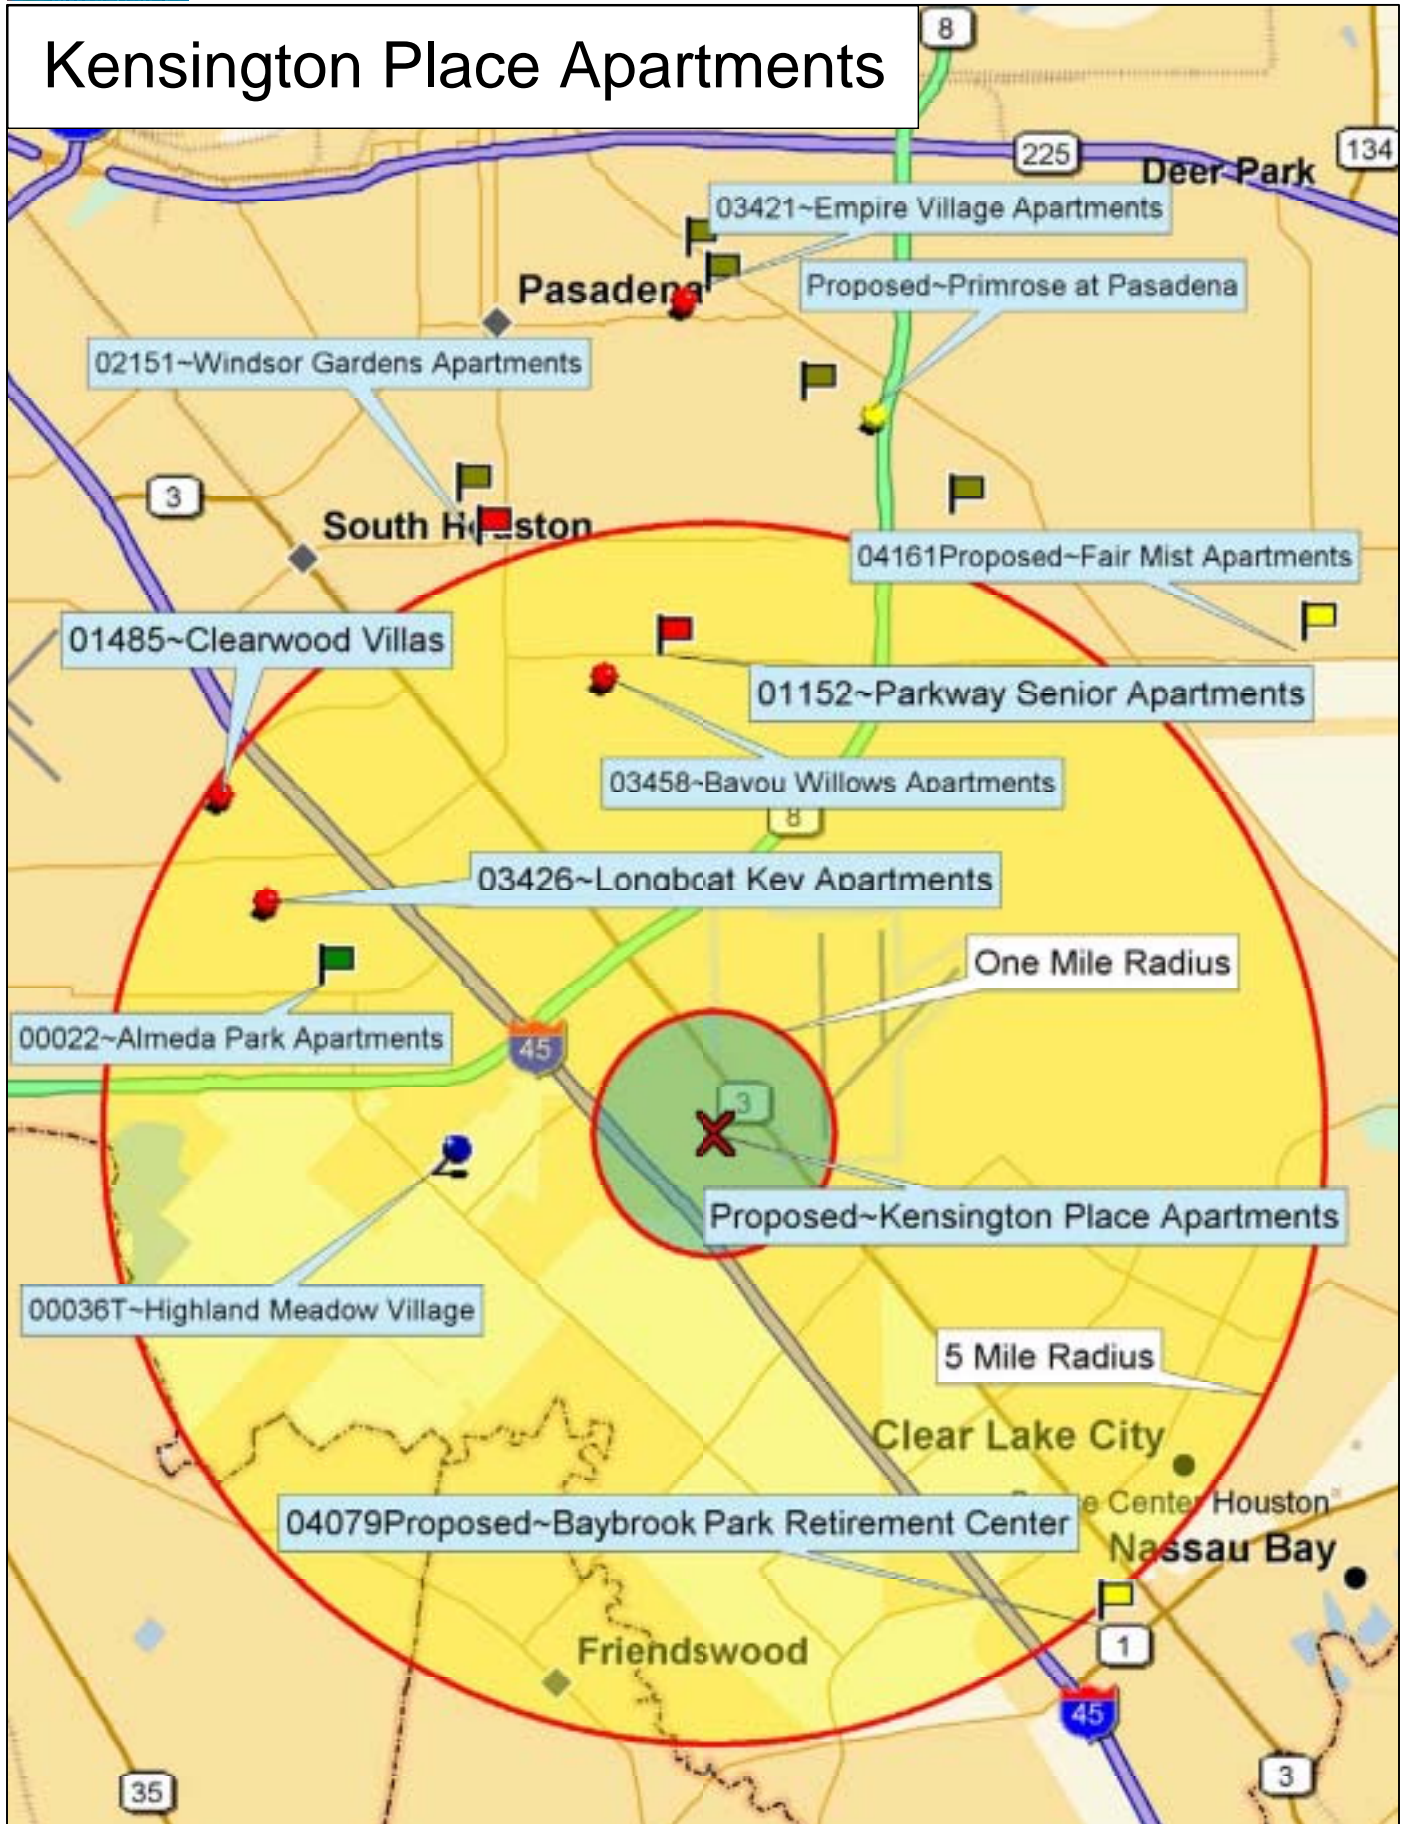 Kensington Place Apartments
8
225
134
Deer Park
03421~Empire Village Apartments
Pasadena
Proposed~Primrose at Pasadena
02151~Windsor Gardens Apartments
3
South Houston
04161Proposed~Fair Mist Apartments
01485~Clearwood Villas
01152~Parkway Senior Apartments
03458~Bayou Willows Apartments
8
03426~Longboat Key Apartments
One Mile Radius
00022~Almeda Park Apartments
45
3
Proposed~Kensington Place Apartments
00036T~Highland Meadow Village
5 Mile Radius
Clear Lake City
Center Houston
04079Proposed~Baybrook Park Retirement Center
Nassau Bay
1
Friendswood
45
3
35